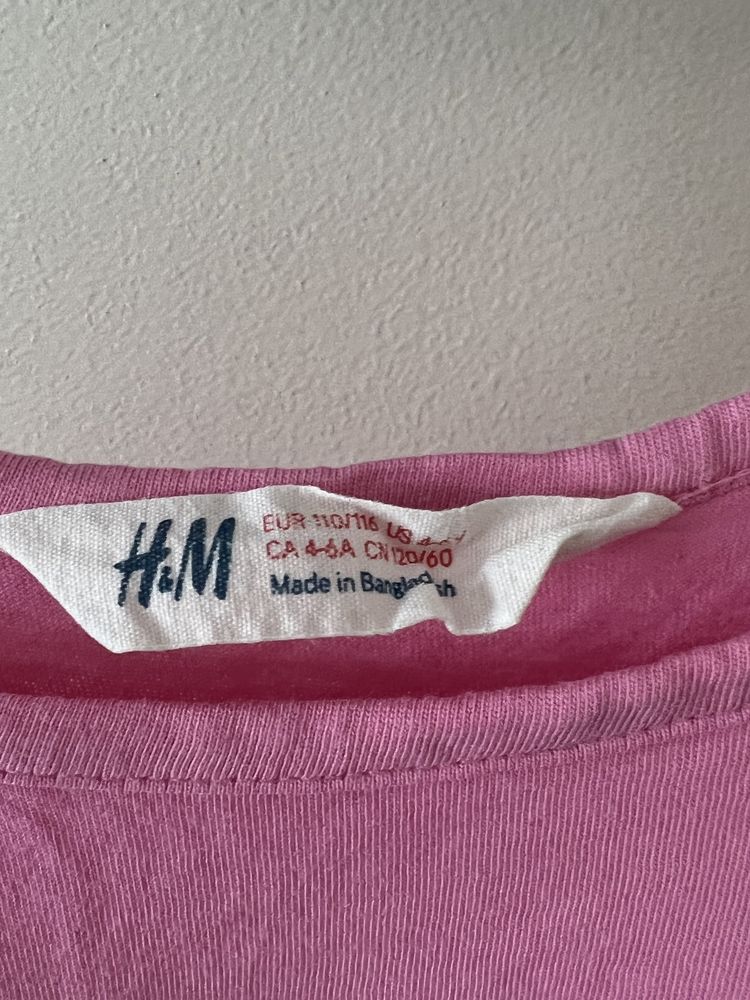 H&M
EUR 110/116 US
CA 4-6A CN 120/60
Made in Bangladesh